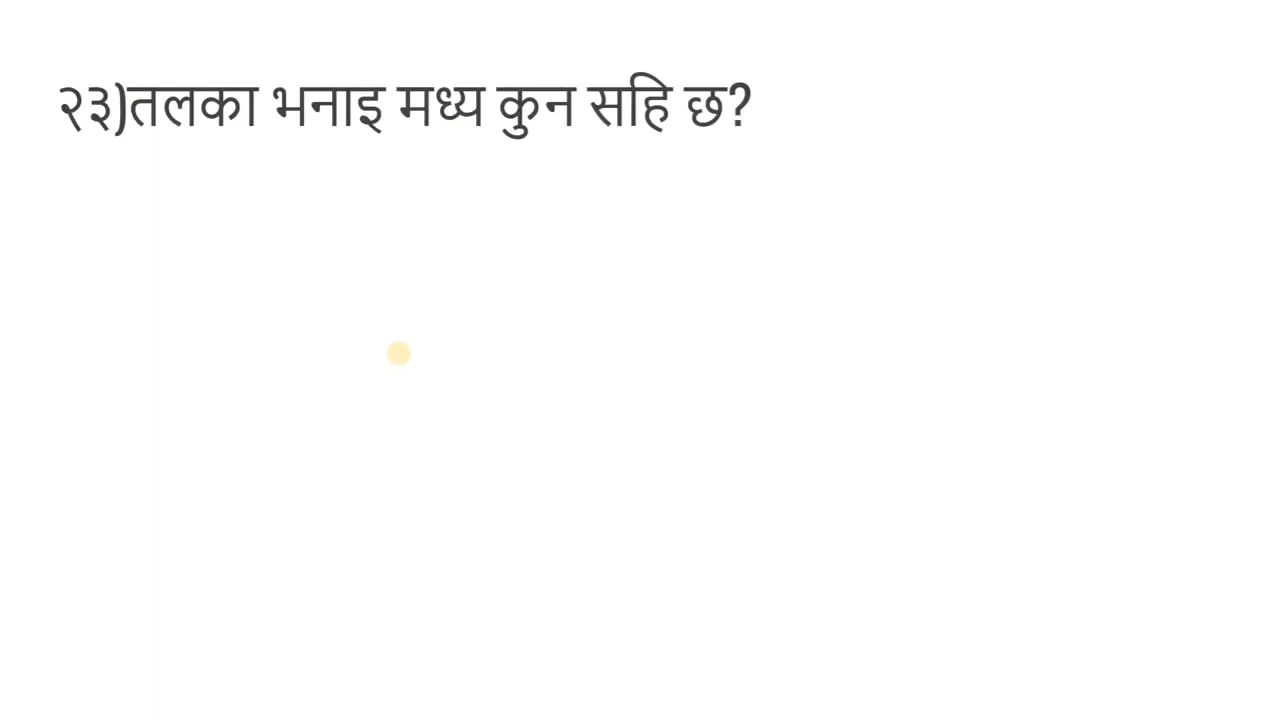 २३)तलका भनाइ मध्य कुन सहि छ?